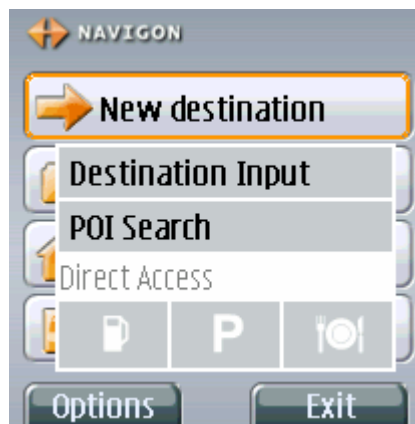 NAVIGON
New destination
Destination Input
POI Search
Direct Access
P
Options Exit